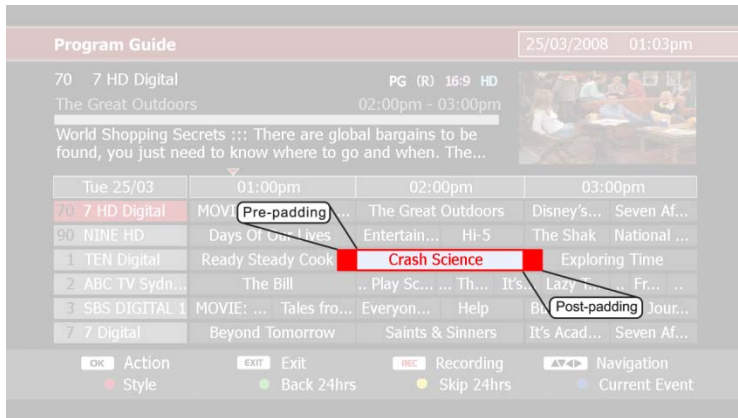 Program Guide 25/03/2008 01:03pm
70 7 HD Digital PG (R) 16:9 HD
The Great Outdoors 02:00pm - 03:00pm
World Shopping Secrets ::: There are global bargains to be
found, you just need to know where to go and when. The...
Tue 25/03 01:00pm 02:00pm 03:00pm
70 7 HD Digital MOVI... The Great Outdoors Disney's... Seven Af...
Pre-padding
90 NINE HD Days Of Our Lives Entertain... Hi-5 The Shak National ...
1 TEN Digital Ready Steady Cook Crash Science Exploring Time
2 ABC TV Sydn... The Bill .. Play Sc... ... Th... It's... Lazy T... .. Fr... ..
3 SBS DIGITAL 1 MOVIE: ... Tales fro... Everyon... Help Jour...
Post-padding
7 7 Digital Beyond Tomorrow Saints & Sinners It's Acad... Seven Af...
OK Action EXIT Exit REC Recording Navigation
Style Back 24hrs Skip 24hrs Current Event